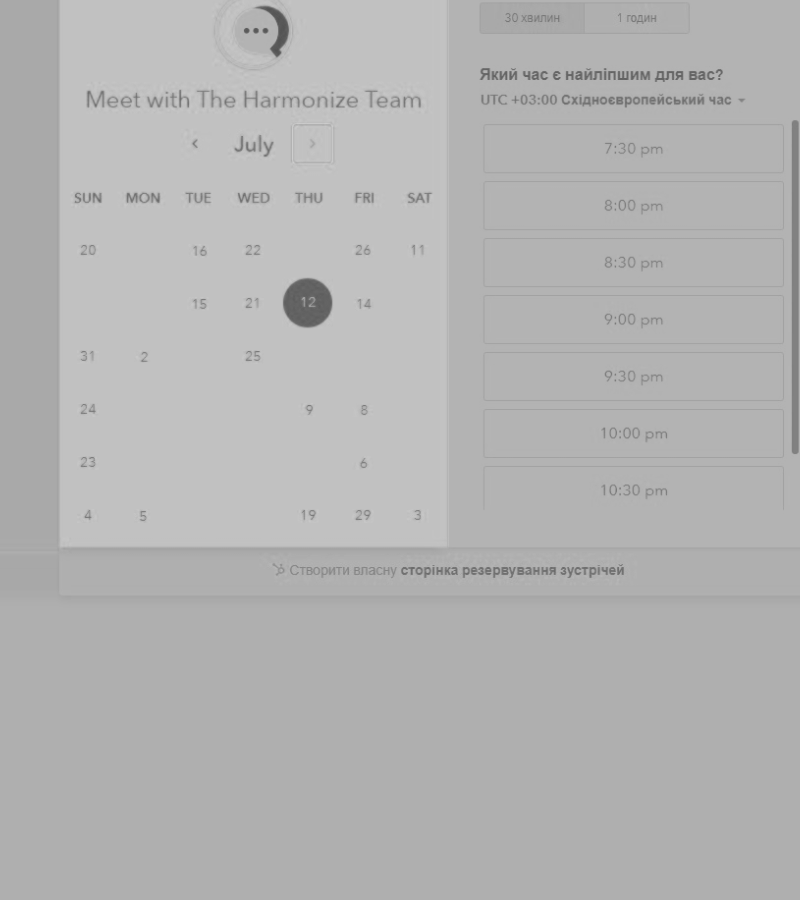 Meet with The Harmonize Team
July
SUN MON TUE WED THU FRI SAT
20 16 22 26 11
15 21 12 14
31 2 25
24 9 8
23 6
4 5 19 29 3
30 хвилин 1 годин
Який час є найліпшим для вас?
UTC +03:00 Східноєвропейський час
7:30 pm
8:00 pm
8:30 pm
9:00 pm
9:30 pm
10:00 pm
10:30 pm
Створити власну сторінка резервування зустрічей